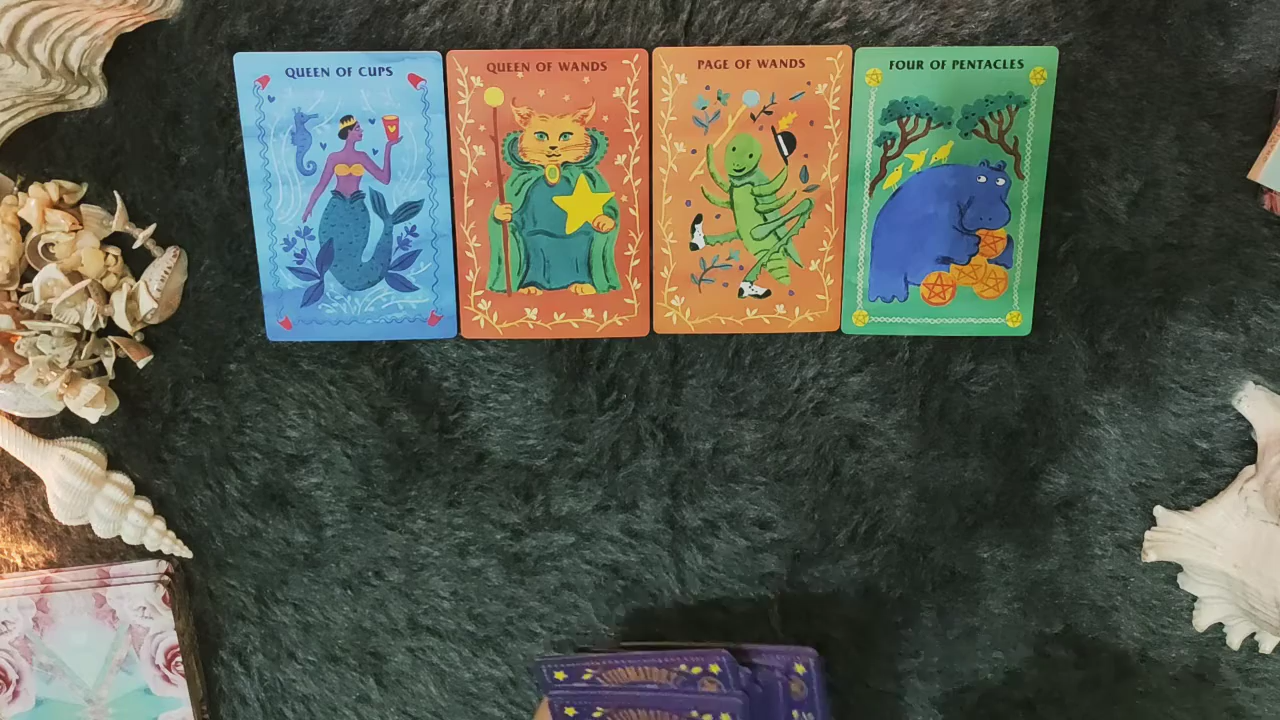 QUEEN OF CUPS
QUEEN OF WANDS
PAGE OF WANDS
FOUR OF PENTACLES